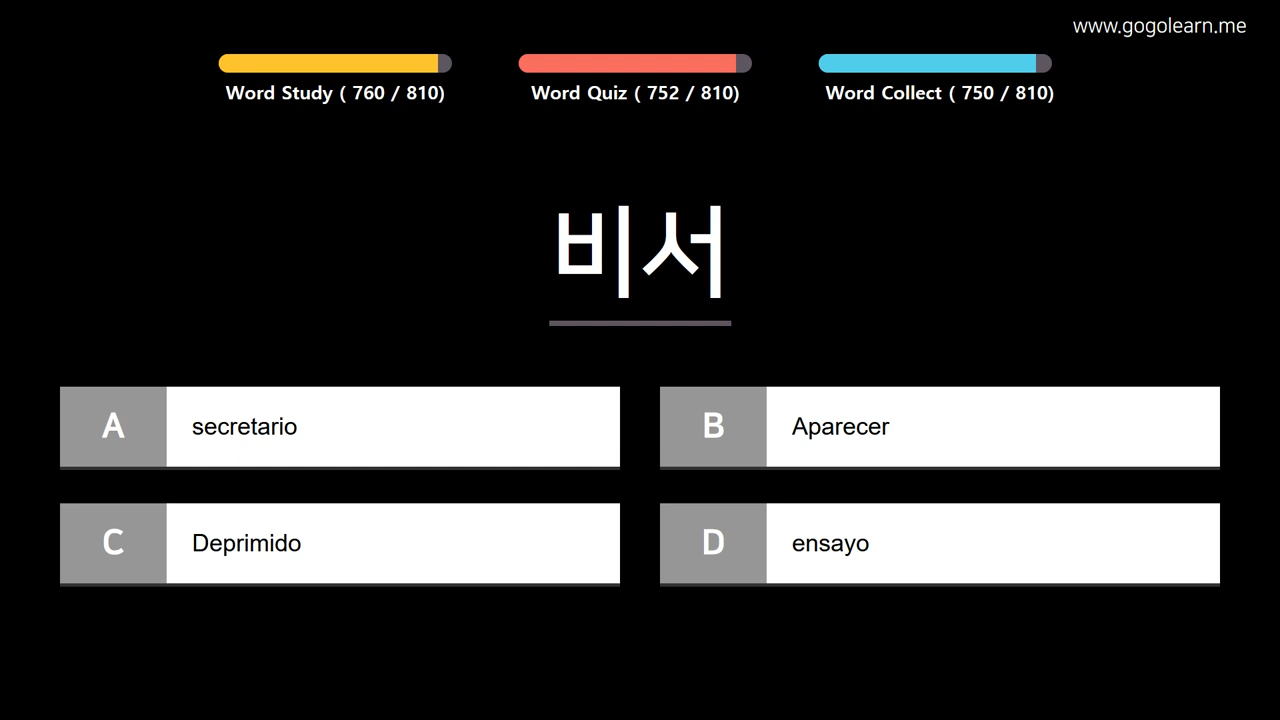 www.gogolearn.me
Word Study ( 760 / 810)
Word Quiz ( 752 / 810)
Word Collect ( 750 / 810)
비서
A secretario
B Aparecer
C Deprimido
D ensayo